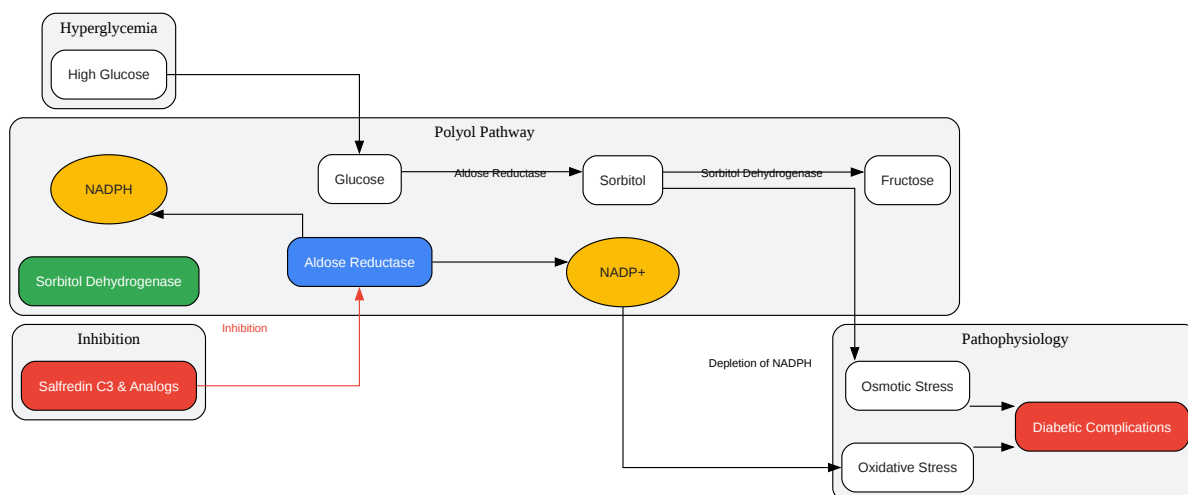 Hyperglycemia
High Glucose
Polyol Pathway
NADPH
Glucose
Aldose Reductase
Sorbitol
Sorbitol Dehydrogenase
Fructose
Sorbitol Dehydrogenase
Aldose Reductase
NADP+
Inhibition
Inhibition
Salfredin C3 & Analogs
Depletion of NADPH
Pathophysiology
Osmotic Stress
Diabetic Complications
Oxidative Stress